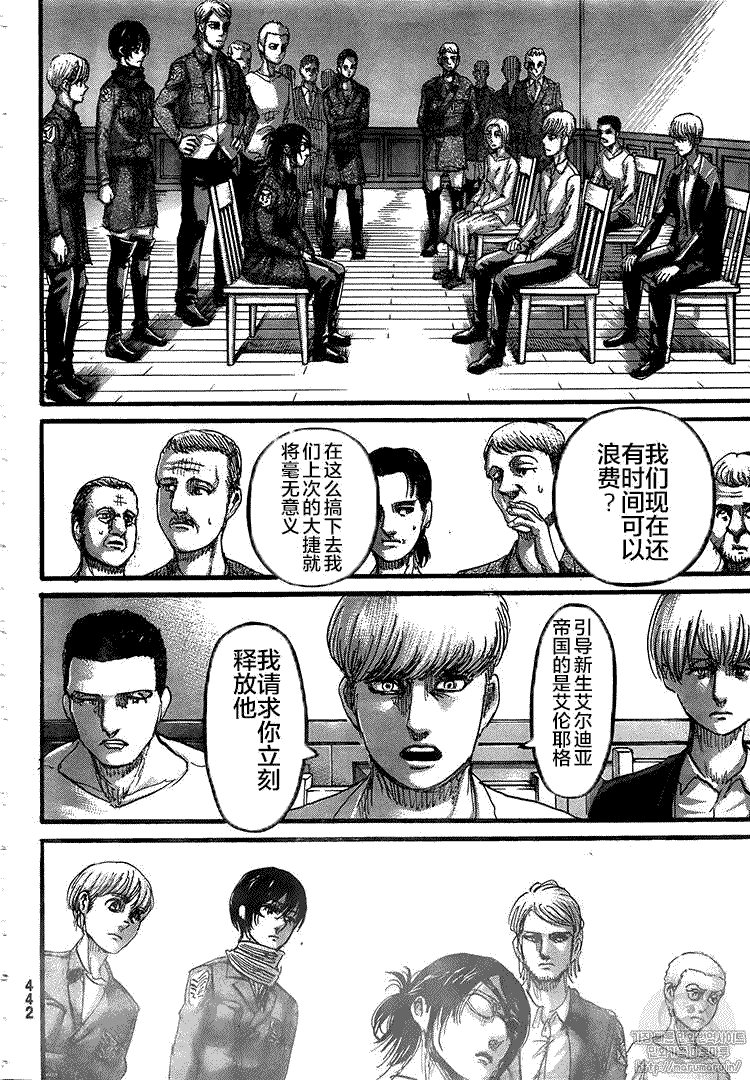 我们现在还
有时间可以
浪费？
在这么搞下去我
们上次的大捷就
将毫无意义
引导新生艾尔迪亚
帝国的是艾伦耶格
我请求你立刻
释放他
442
http://marumaru.in/